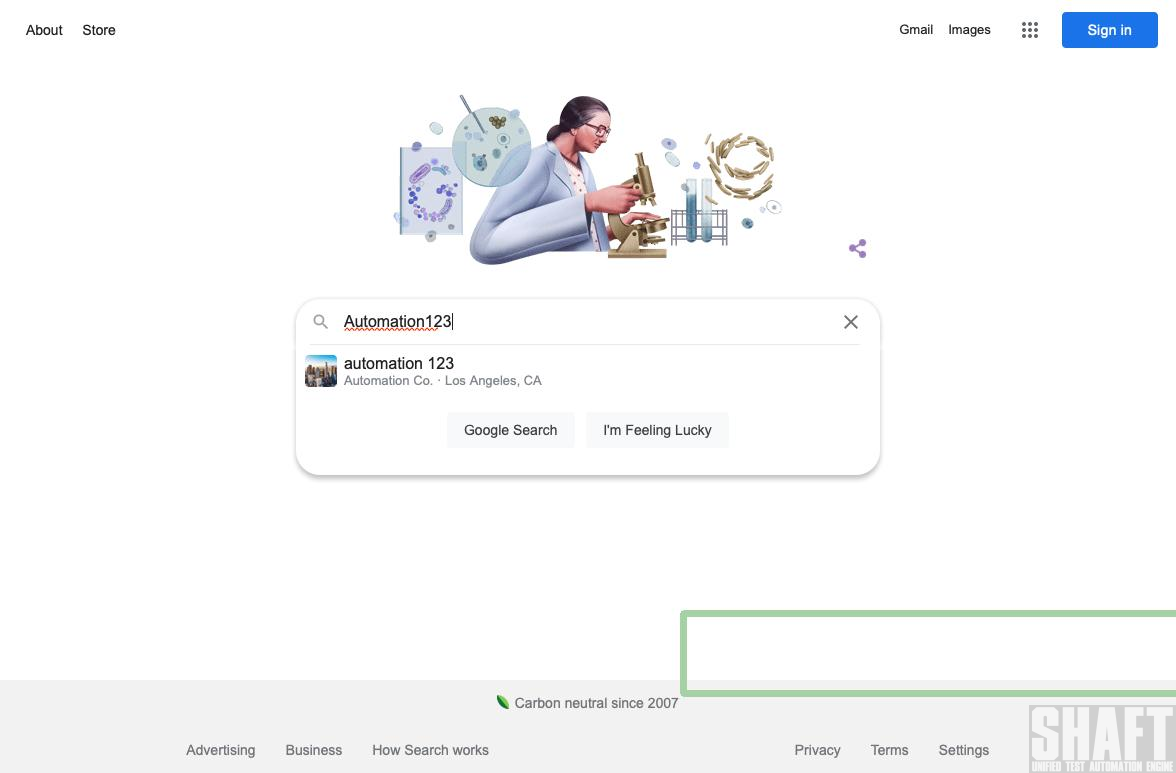 About Store
Gmail Images
Sign in
Automation123
automation 123
Automation Co. · Los Angeles, CA
Google Search I'm Feeling Lucky
Carbon neutral since 2007
Advertising Business How Search works
Privacy Terms Settings
SHAFT
UNIFIED TEST AUTOMATION ENGINE